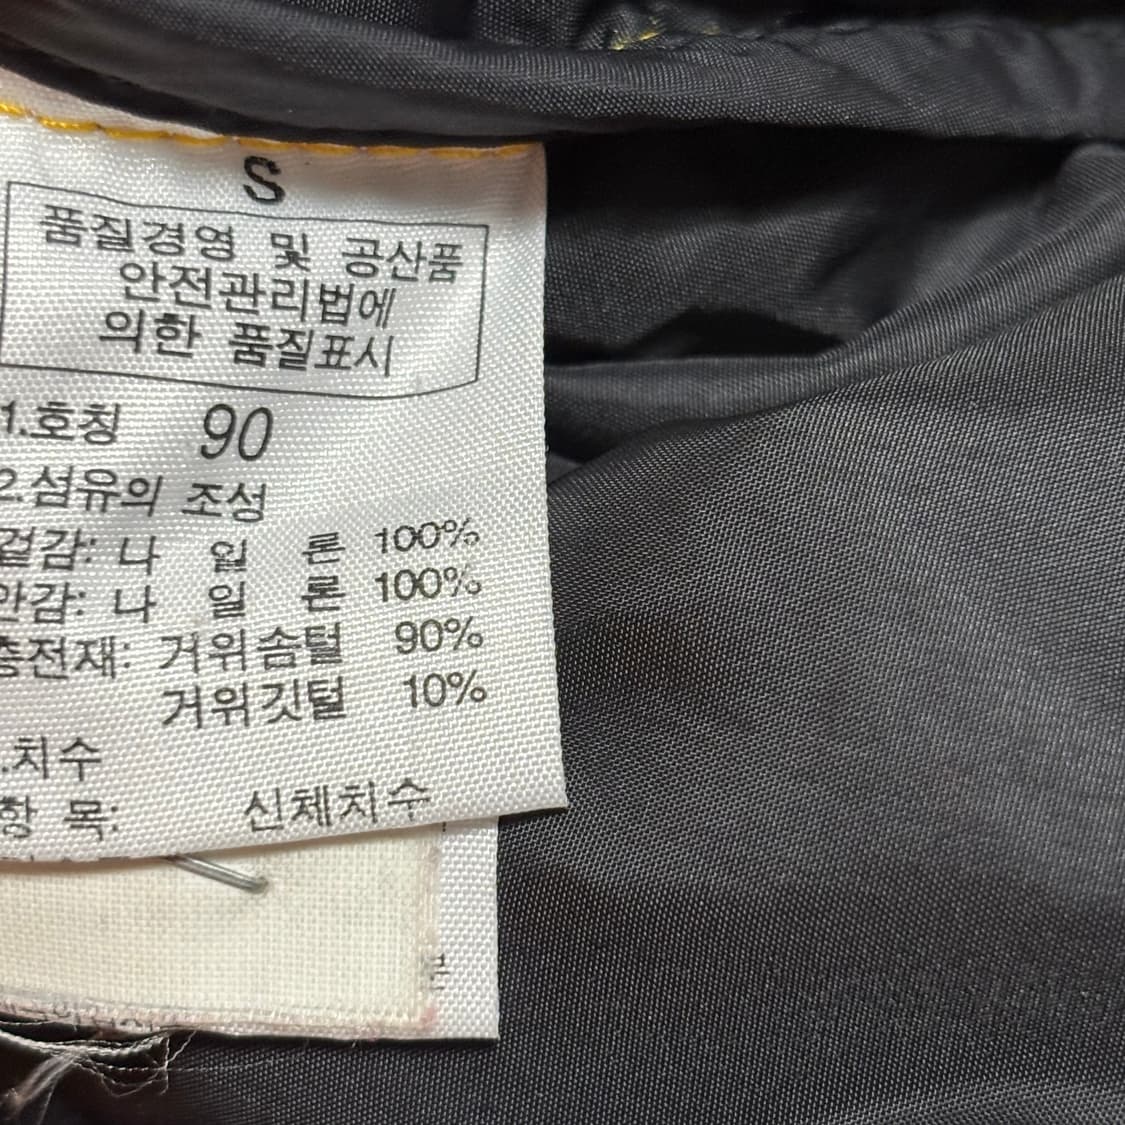 S
품질경영 및 공산품
안전관리법에
의한 품질표시
1.호칭 90
2.섬유의 조성
겉감: 나 일 론 100%
안감: 나 일 론 100%
충전재: 거위솜털 90%
거위깃털 10%
.치수
항 목: 신체치수